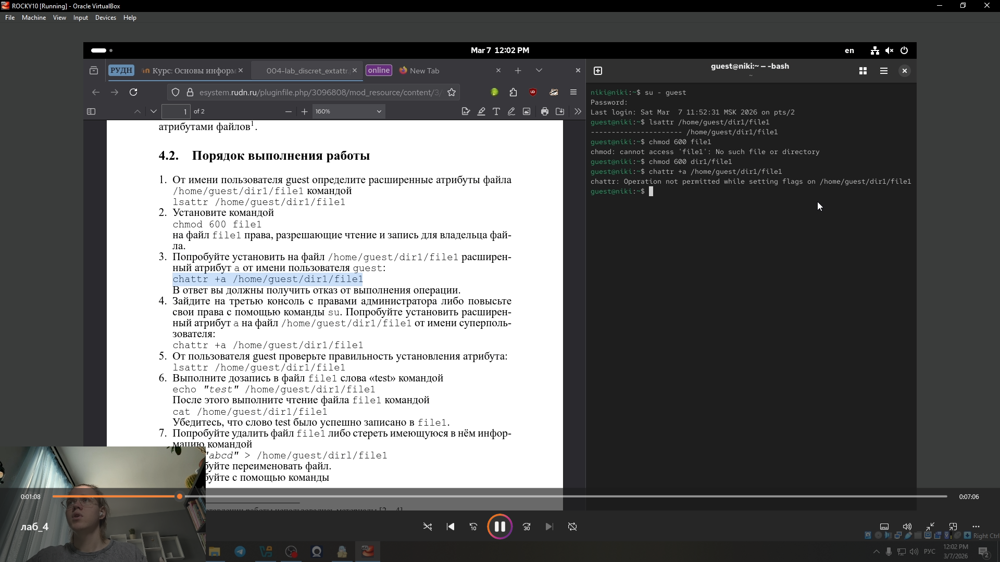 ROCKY10 [Running] - Oracle VirtualBox
File Machine View Input Devices Help
Mar 7 12:02 PM
en
РУДН
Курс: Основы информ
004-lab_discret_extattr.
online
New Tab
guest@niki:~ — -bash
~
esystem.rudn.ru/pluginfile.php/3096808/mod_resource/content/3/
1 of 2
160%
атрибутами файлов1.
4.2. Порядок выполнения работы
1. От имени пользователя guest определите расширенные атрибуты файла
/home/guest/dir1/file1 командой
lsattr /home/guest/dir1/file1
2. Установите командой
chmod 600 file1
на файл file1 права, разрешающие чтение и запись для владельца фай-
ла.
3. Попробуйте установить на файл /home/guest/dir1/file1 расширен-
ный атрибут a от имени пользователя guest:
chattr +a /home/guest/dir1/file1
В ответ вы должны получить отказ от выполнения операции.
4. Зайдите на третью консоль с правами администратора либо повысьте
свои права с помощью команды su. Попробуйте установить расширен-
ный атрибут a на файл /home/guest/dir1/file1 от имени суперполь-
зователя:
chattr +a /home/guest/dir1/file1
5. От пользователя guest проверьте правильность установления атрибута:
lsattr /home/guest/dir1/file1
6. Выполните дозапись в файл file1 слова «test» командой
echo "test" /home/guest/dir1/file1
После этого выполните чтение файла file1 командой
cat /home/guest/dir1/file1
Убедитесь, что слово test было успешно записано в file1.
7. Попробуйте удалить файл file1 либо стереть имеющуюся в нём инфор-
мацию командой
"abcd" > /home/guest/dirl/file1
буйте переименовать файл.
буйте с помощью команды
niki@niki:~$ su - guest
Password:
Last login: Sat Mar  7 11:52:31 MSK 2026 on pts/2
guest@niki:~$ lsattr /home/guest/dir1/file1
---------------------- /home/guest/dir1/file1
guest@niki:~$ chmod 600 file1
chmod: cannot access 'file1': No such file or directory
guest@niki:~$ chmod 600 dir1/file1
guest@niki:~$ chattr +a /home/guest/dir1/file1
chattr: Operation not permitted while setting flags on /home/guest/dir1/file1
guest@niki:~$
0:01:08
0:07:06
лаб_4
10
30
Right Ctrl
РУС
12:02 PM
3/7/2026
2